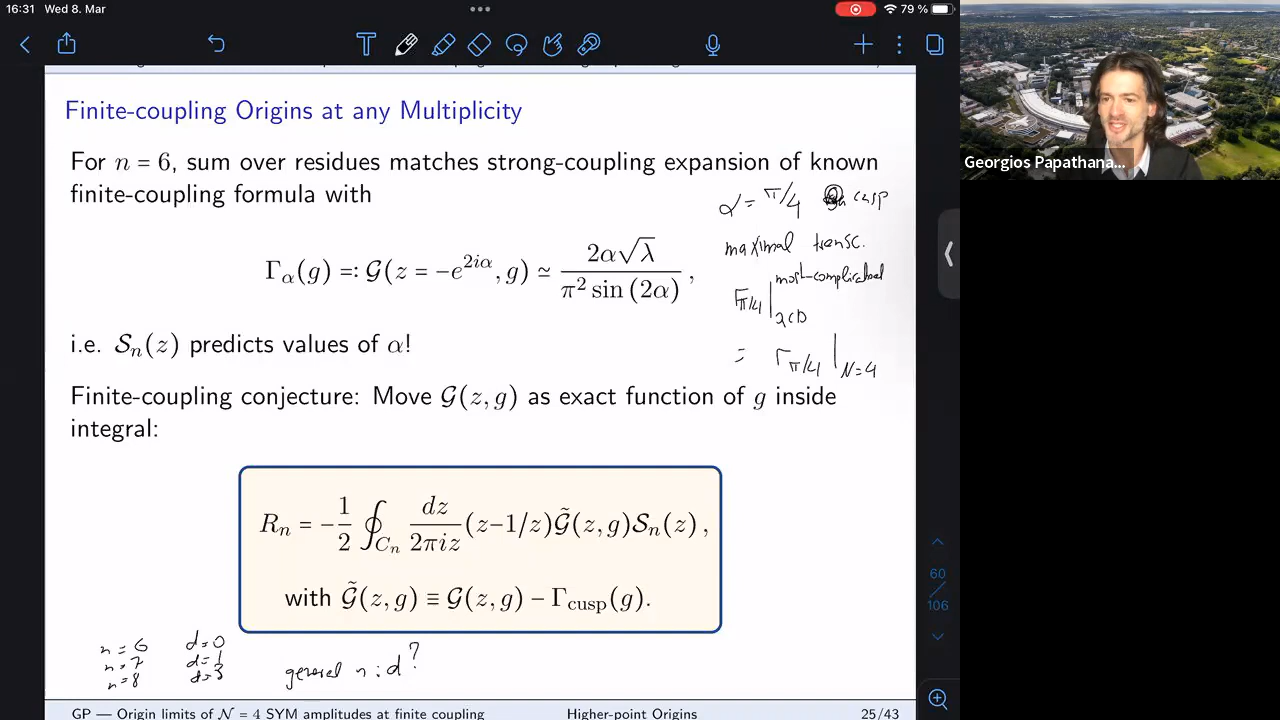 16:31 Wed 8. Mar
79 %
Finite-coupling Origins at any Multiplicity
For n = 6, sum over residues matches strong-coupling expansion of known
finite-coupling formula with
α = π/4 cusp
maximal transc.
Γ_α(g) =: 𝒢(z = −e^{2iα}, g) ≃ 2α√λ / π² sin (2α) ,
Γ_{π/4} |^{most-complicated}_{QCD}
= Γ_{π/4} |_{N=4}
i.e. 𝒮_n(z) predicts values of α!
Finite-coupling conjecture: Move 𝒢(z, g) as exact function of g inside
integral:
R_n = −1/2 ∮_{C_n} dz/2πiz (z−1/z)𝒢̃(z, g)𝒮_n(z) ,
with 𝒢̃(z, g) ≡ 𝒢(z, g) − Γ_cusp(g).
n = 6 d=0
n = 7 d=1
n = 8 d=3
general n : d ?
GP — Origin limits of 𝒩 = 4 SYM amplitudes at finite coupling Higher-point Origins 25/43
Georgios Papathana...
60
106